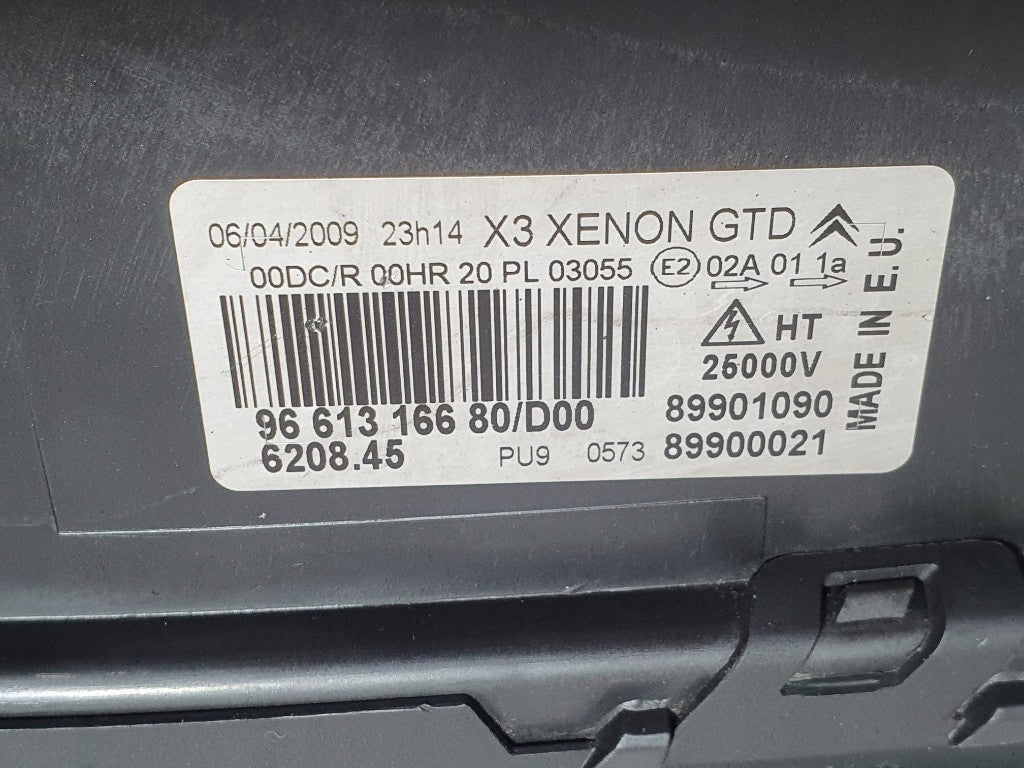 06/04/2009 23h14 X3 XENON GTD
00DC/R 00HR 20 PL 03055 E2 02A 01 1a
HT
25000V
96 613 166 80/D00 89901090
6208.45 PU9 0573 89900021
MADE IN E.U.